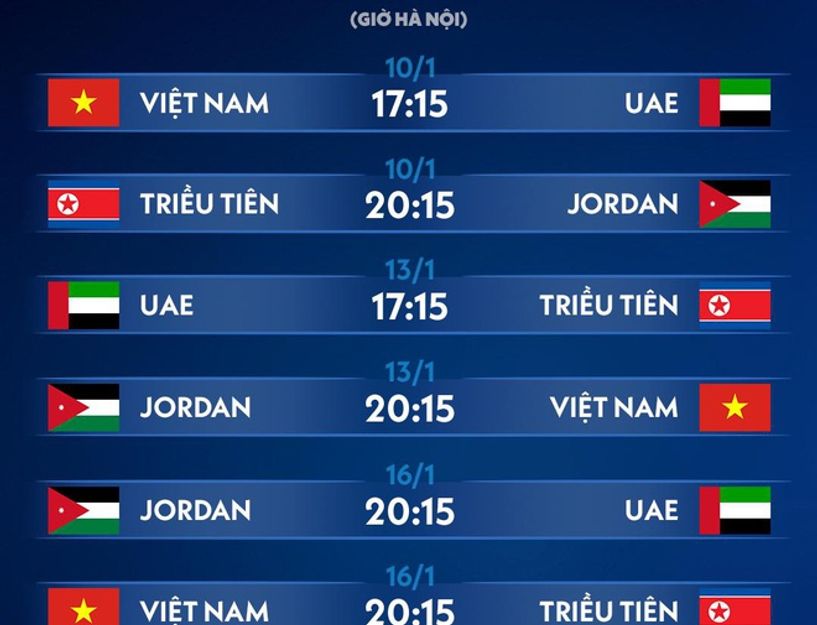 (GIỜ HÀ NỘI)
10/1
VIỆT NAM 17:15 UAE
10/1
TRIỀU TIÊN 20:15 JORDAN
13/1
UAE 17:15 TRIỀU TIÊN
13/1
JORDAN 20:15 VIỆT NAM
16/1
JORDAN 20:15 UAE
16/1
VIỆT NAM 20:15 TRIỀU TIÊN